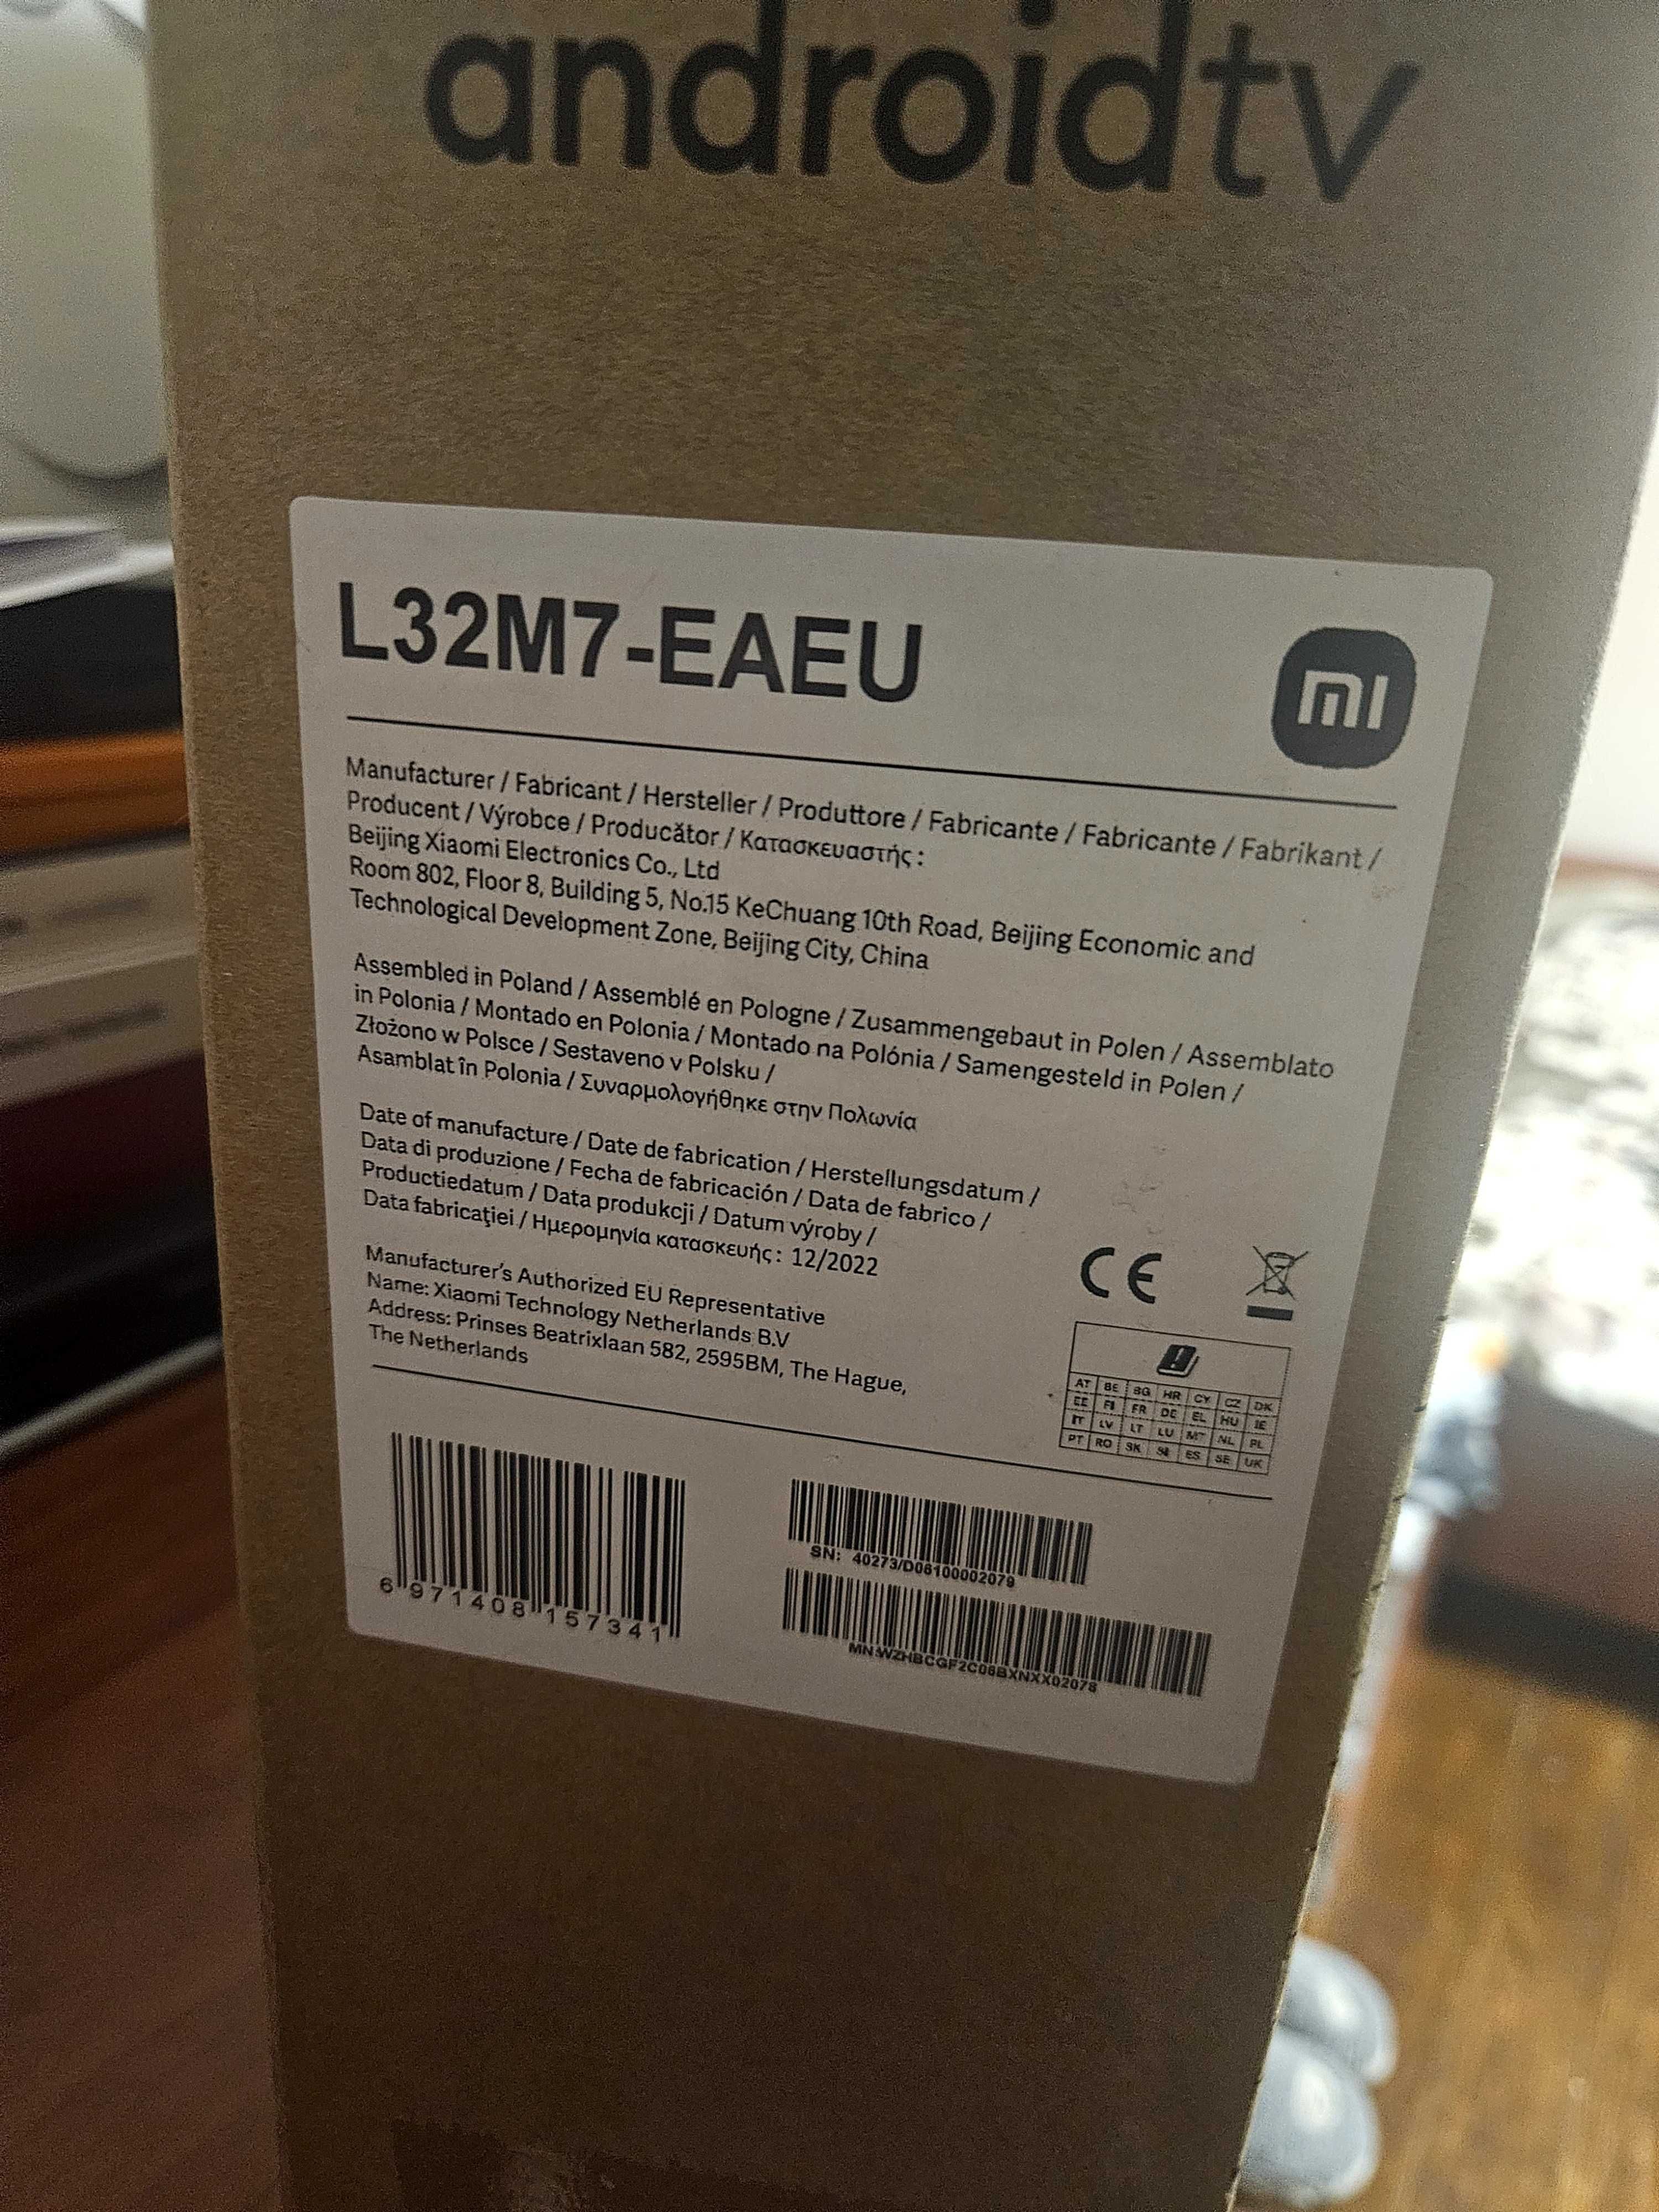 androidtv
L32M7-EAEU
mi
Manufacturer / Fabricant / Hersteller / Produttore / Fabricante / Fabricante / Fabrikant /
Producent / Výrobce / Producător / Κατασκευαστής :
Beijing Xiaomi Electronics Co., Ltd
Room 802, Floor 8, Building 5, No.15 KeChuang 10th Road, Beijing Economic and
Technological Development Zone, Beijing City, China
Assembled in Poland / Assemblé en Pologne / Zusammengebaut in Polen / Assemblato
in Polonia / Montado en Polonia / Montado na Polónia / Samengesteld in Polen /
Złożono w Polsce / Sestaveno v Polsku /
Asamblat în Polonia / Συναρμολογήθηκε στην Πολωνία
Date of manufacture / Date de fabrication / Herstellungsdatum /
Data di produzione / Fecha de fabricación / Data de fabrico /
Productiedatum / Data produkcji / Datum výroby /
Data fabricaţiei / Ημερομηνία κατασκευής : 12/2022
Manufacturer's Authorized EU Representative
Name: Xiaomi Technology Netherlands B.V
Address: Prinses Beatrixlaan 582, 2595BM, The Hague,
The Netherlands
CE
AT BE BG HR CY CZ DK
EE FI FR DE EL HU IE
IT LV LT LU MT NL PL
PT RO SK SI ES SE UK
6 971408 157341
SN: 40273/D06100002079
MN:WZHBCGF2C06BXNXX02078